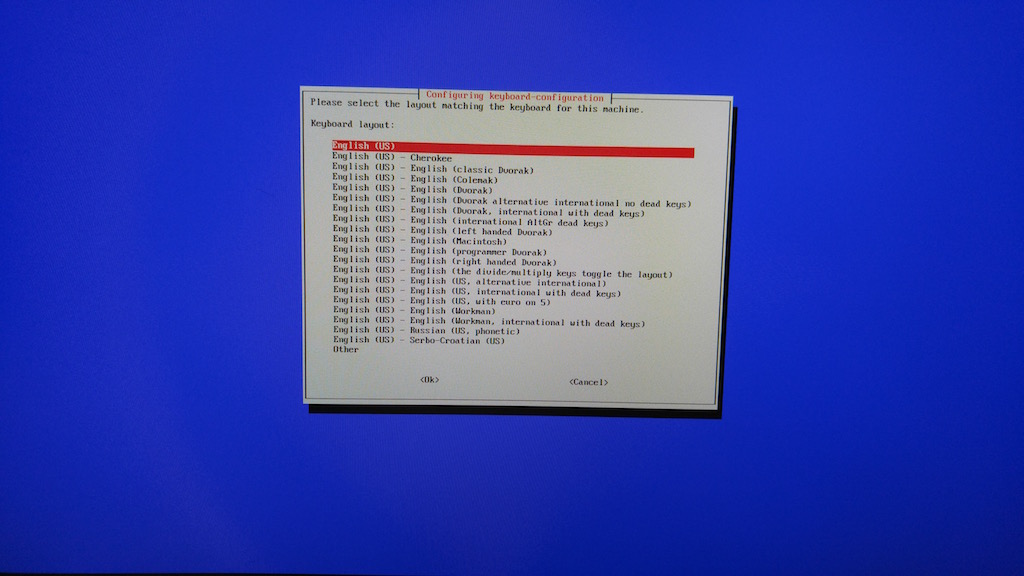 Configuring keyboard-configuration
Please select the layout matching the keyboard for this machine.
Keyboard layout:
English (US)
English (US) - Cherokee
English (US) - English (classic Dvorak)
English (US) - English (Colemak)
English (US) - English (Dvorak)
English (US) - English (Dvorak alternative international no dead keys)
English (US) - English (Dvorak, international with dead keys)
English (US) - English (international AltGr dead keys)
English (US) - English (left handed Dvorak)
English (US) - English (Macintosh)
English (US) - English (programmer Dvorak)
English (US) - English (right handed Dvorak)
English (US) - English (the divide/multiply keys toggle the layout)
English (US) - English (US, alternative international)
English (US) - English (US, international with dead keys)
English (US) - English (US, with euro on 5)
English (US) - English (Workman)
English (US) - English (Workman, international with dead keys)
English (US) - Russian (US, phonetic)
English (US) - Serbo-Croatian (US)
Other
<Ok> <Cancel>